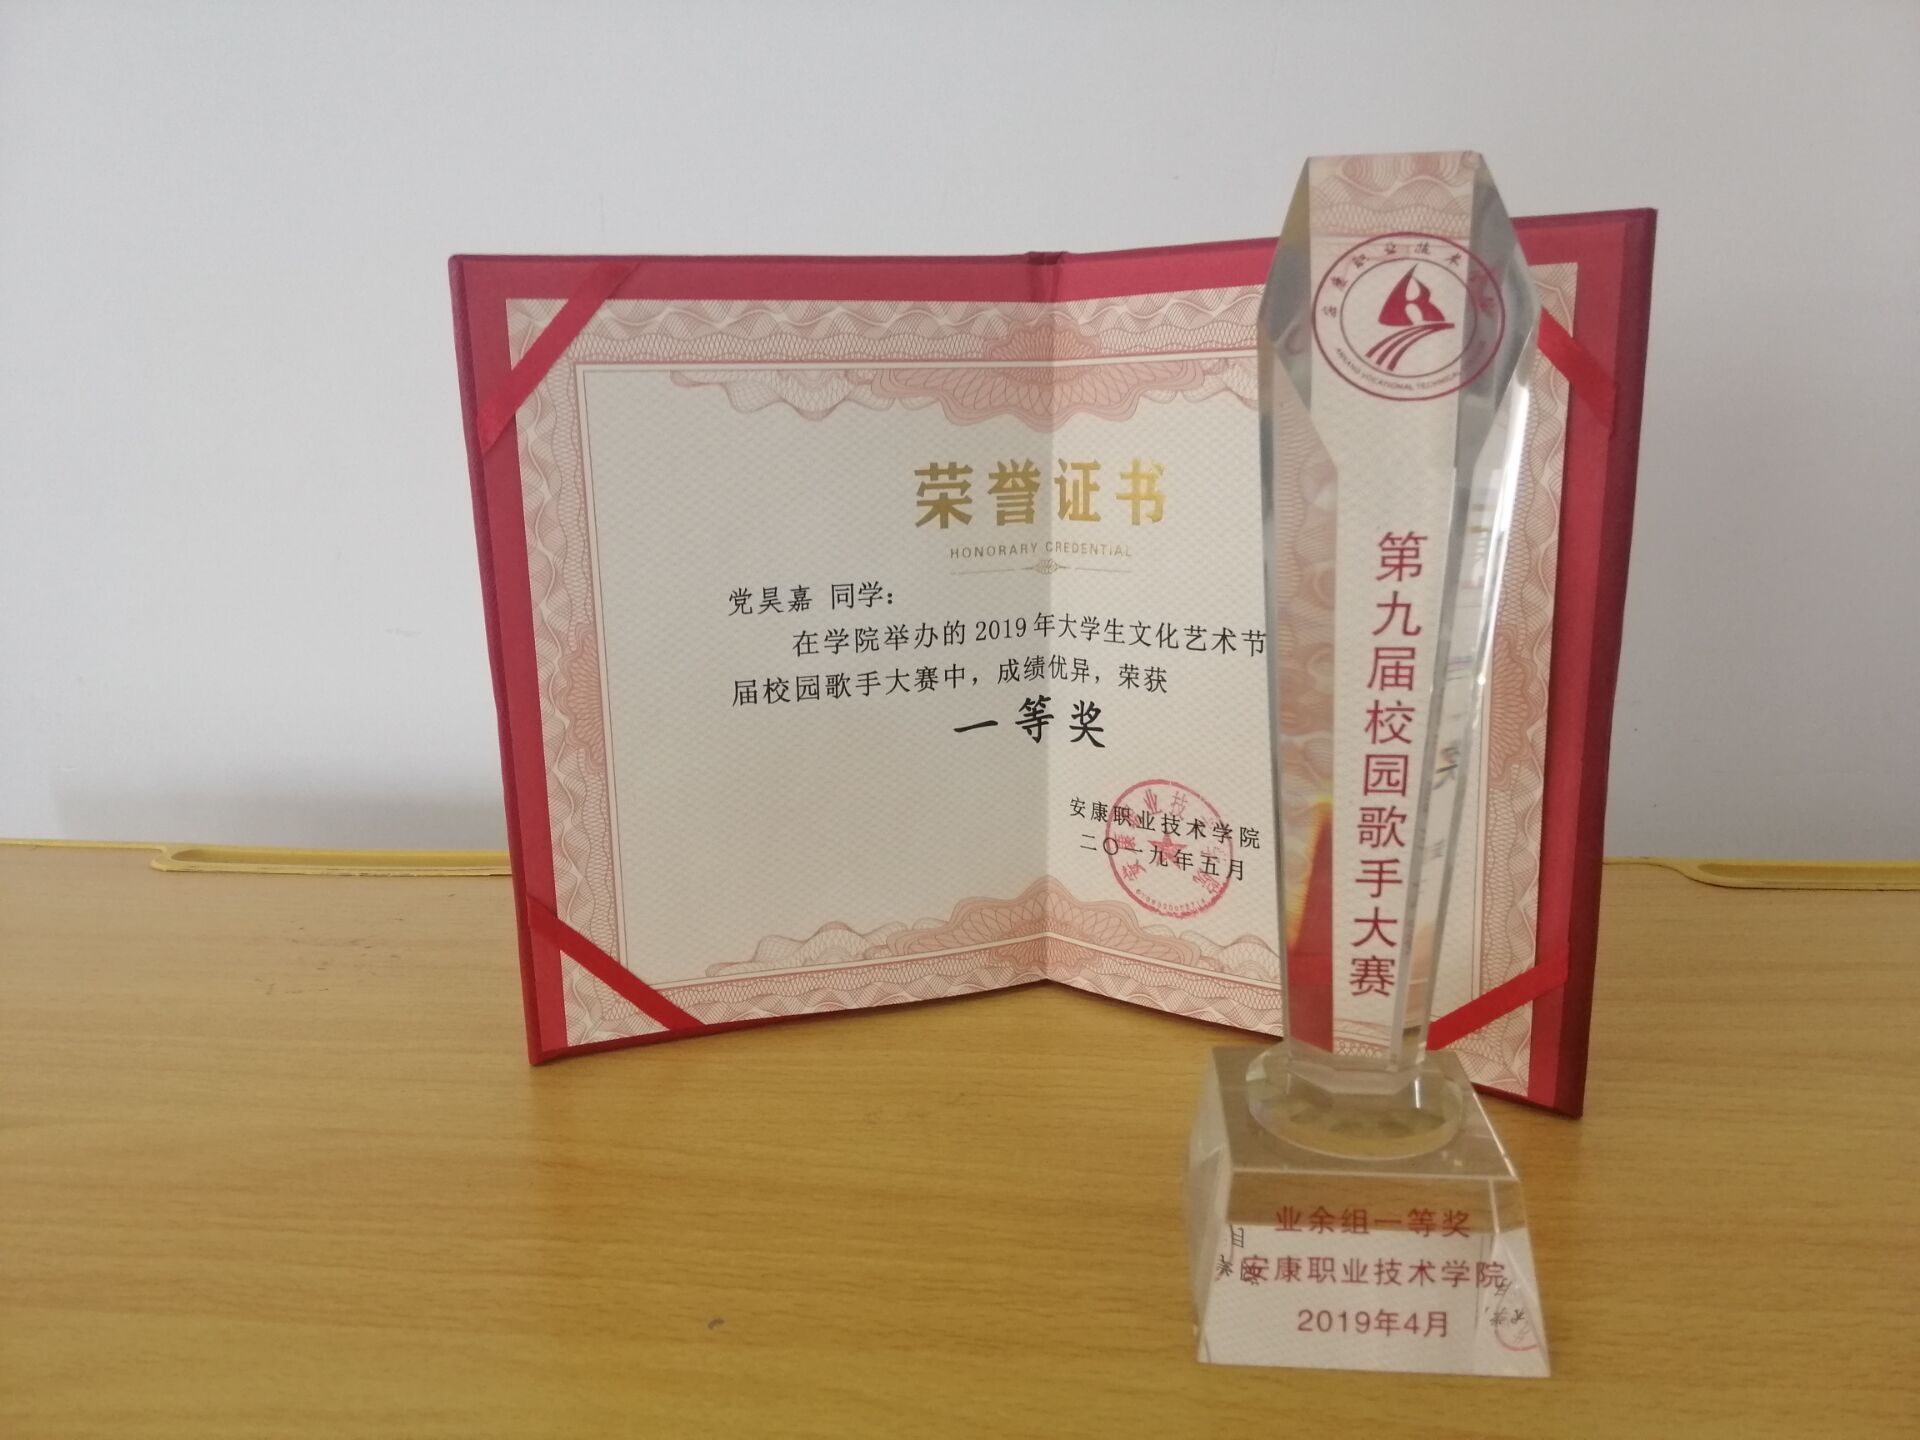 荣誉证书
HONORARY CREDENTIAL
党昊嘉 同学：
在学院举办的2019年大学生文化艺术节
届校园歌手大赛中，成绩优异，荣获
一等奖
安康职业技术学院
二〇一九年五月
第九届校园歌手大赛
业余组一等奖
安康职业技术学院
2019年4月